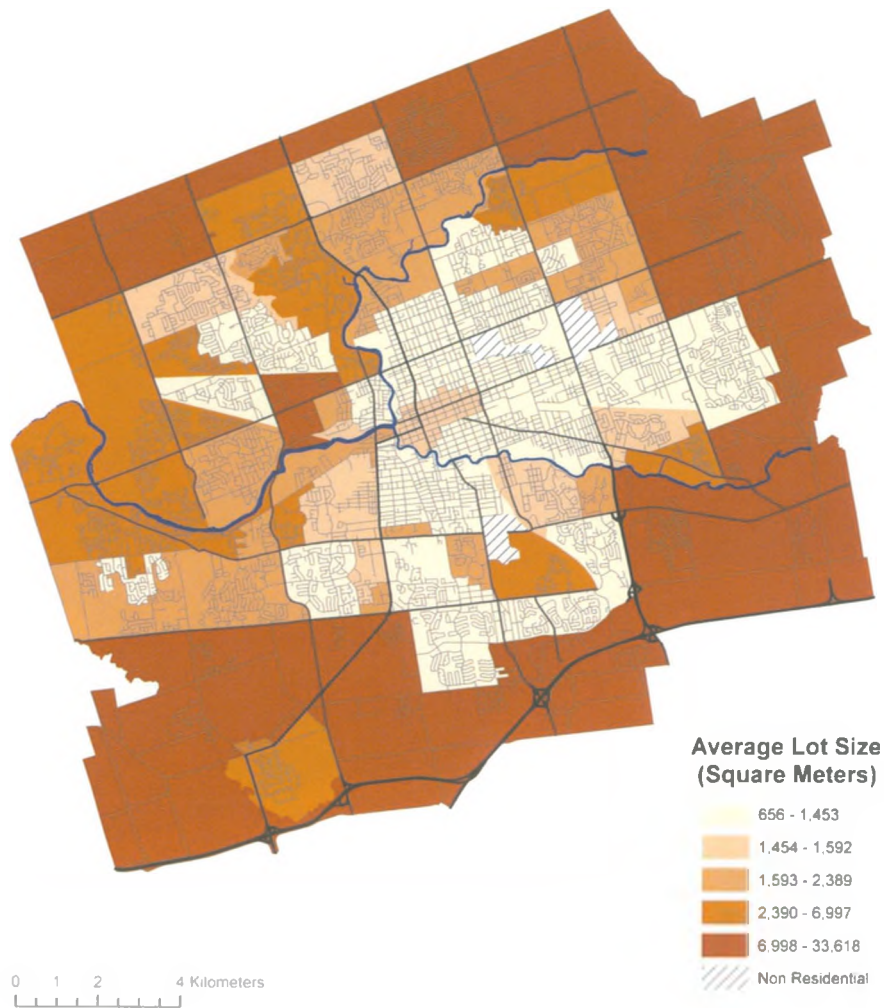 Average Lot Size
(Square Meters)
656 - 1,453
1,454 - 1,592
1,593 - 2,389
2,390 - 6,997
6,998 - 33,618
Non Residential
0 1 2 4 Kilometers